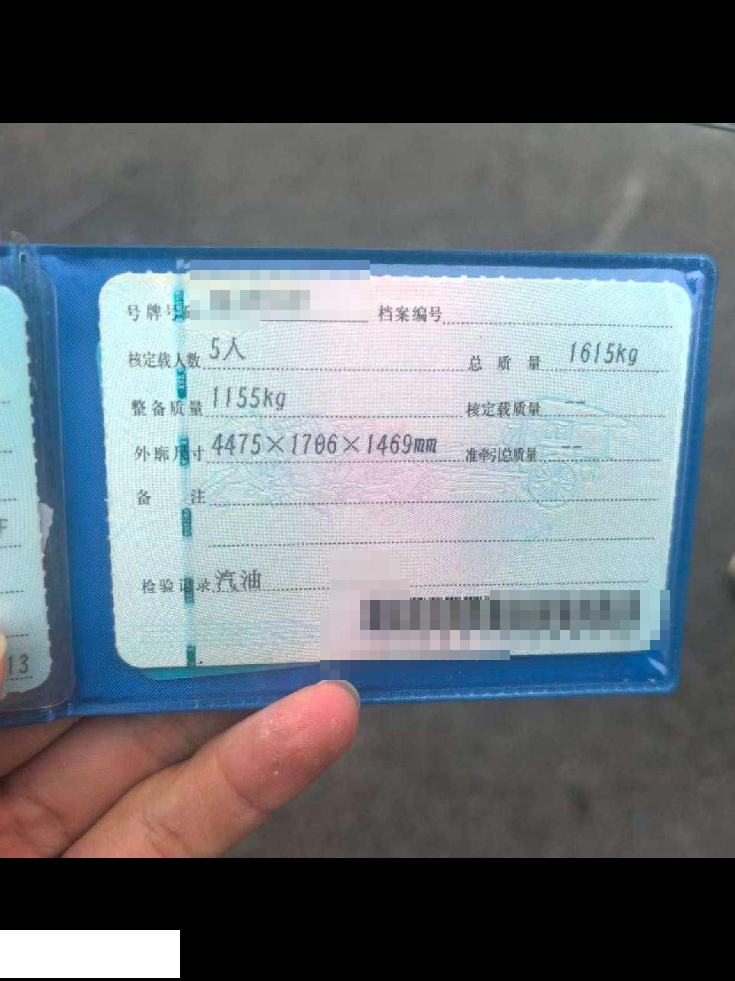 号牌号码 档案编号
核定载人数 5人 总质量 1615kg
整备质量 1155kg 核定载质量 --
外廓尺寸 4475×1706×1469mm 准牵引总质量 --
备注
检验记录 汽油
F
13